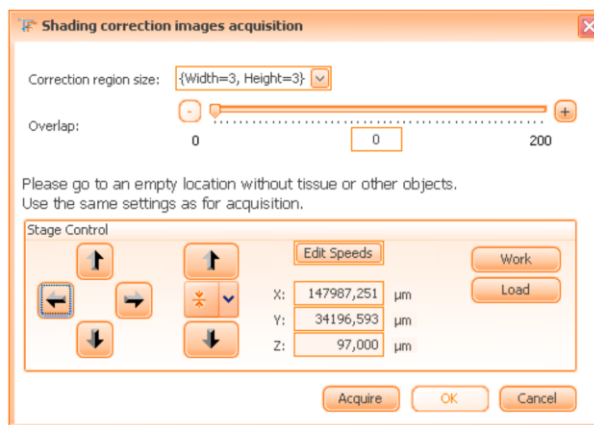 Shading correction images acquisition
Correction region size: {Width=3, Height=3}
- +
Overlap:
0 0 200
Please go to an empty location without tissue or other objects.
Use the same settings as for acquisition.
Stage Control
Edit Speeds Work
X: 147987,251 µm Load
Y: 34196,593 µm
Z: 97,000 µm
Acquire OK Cancel